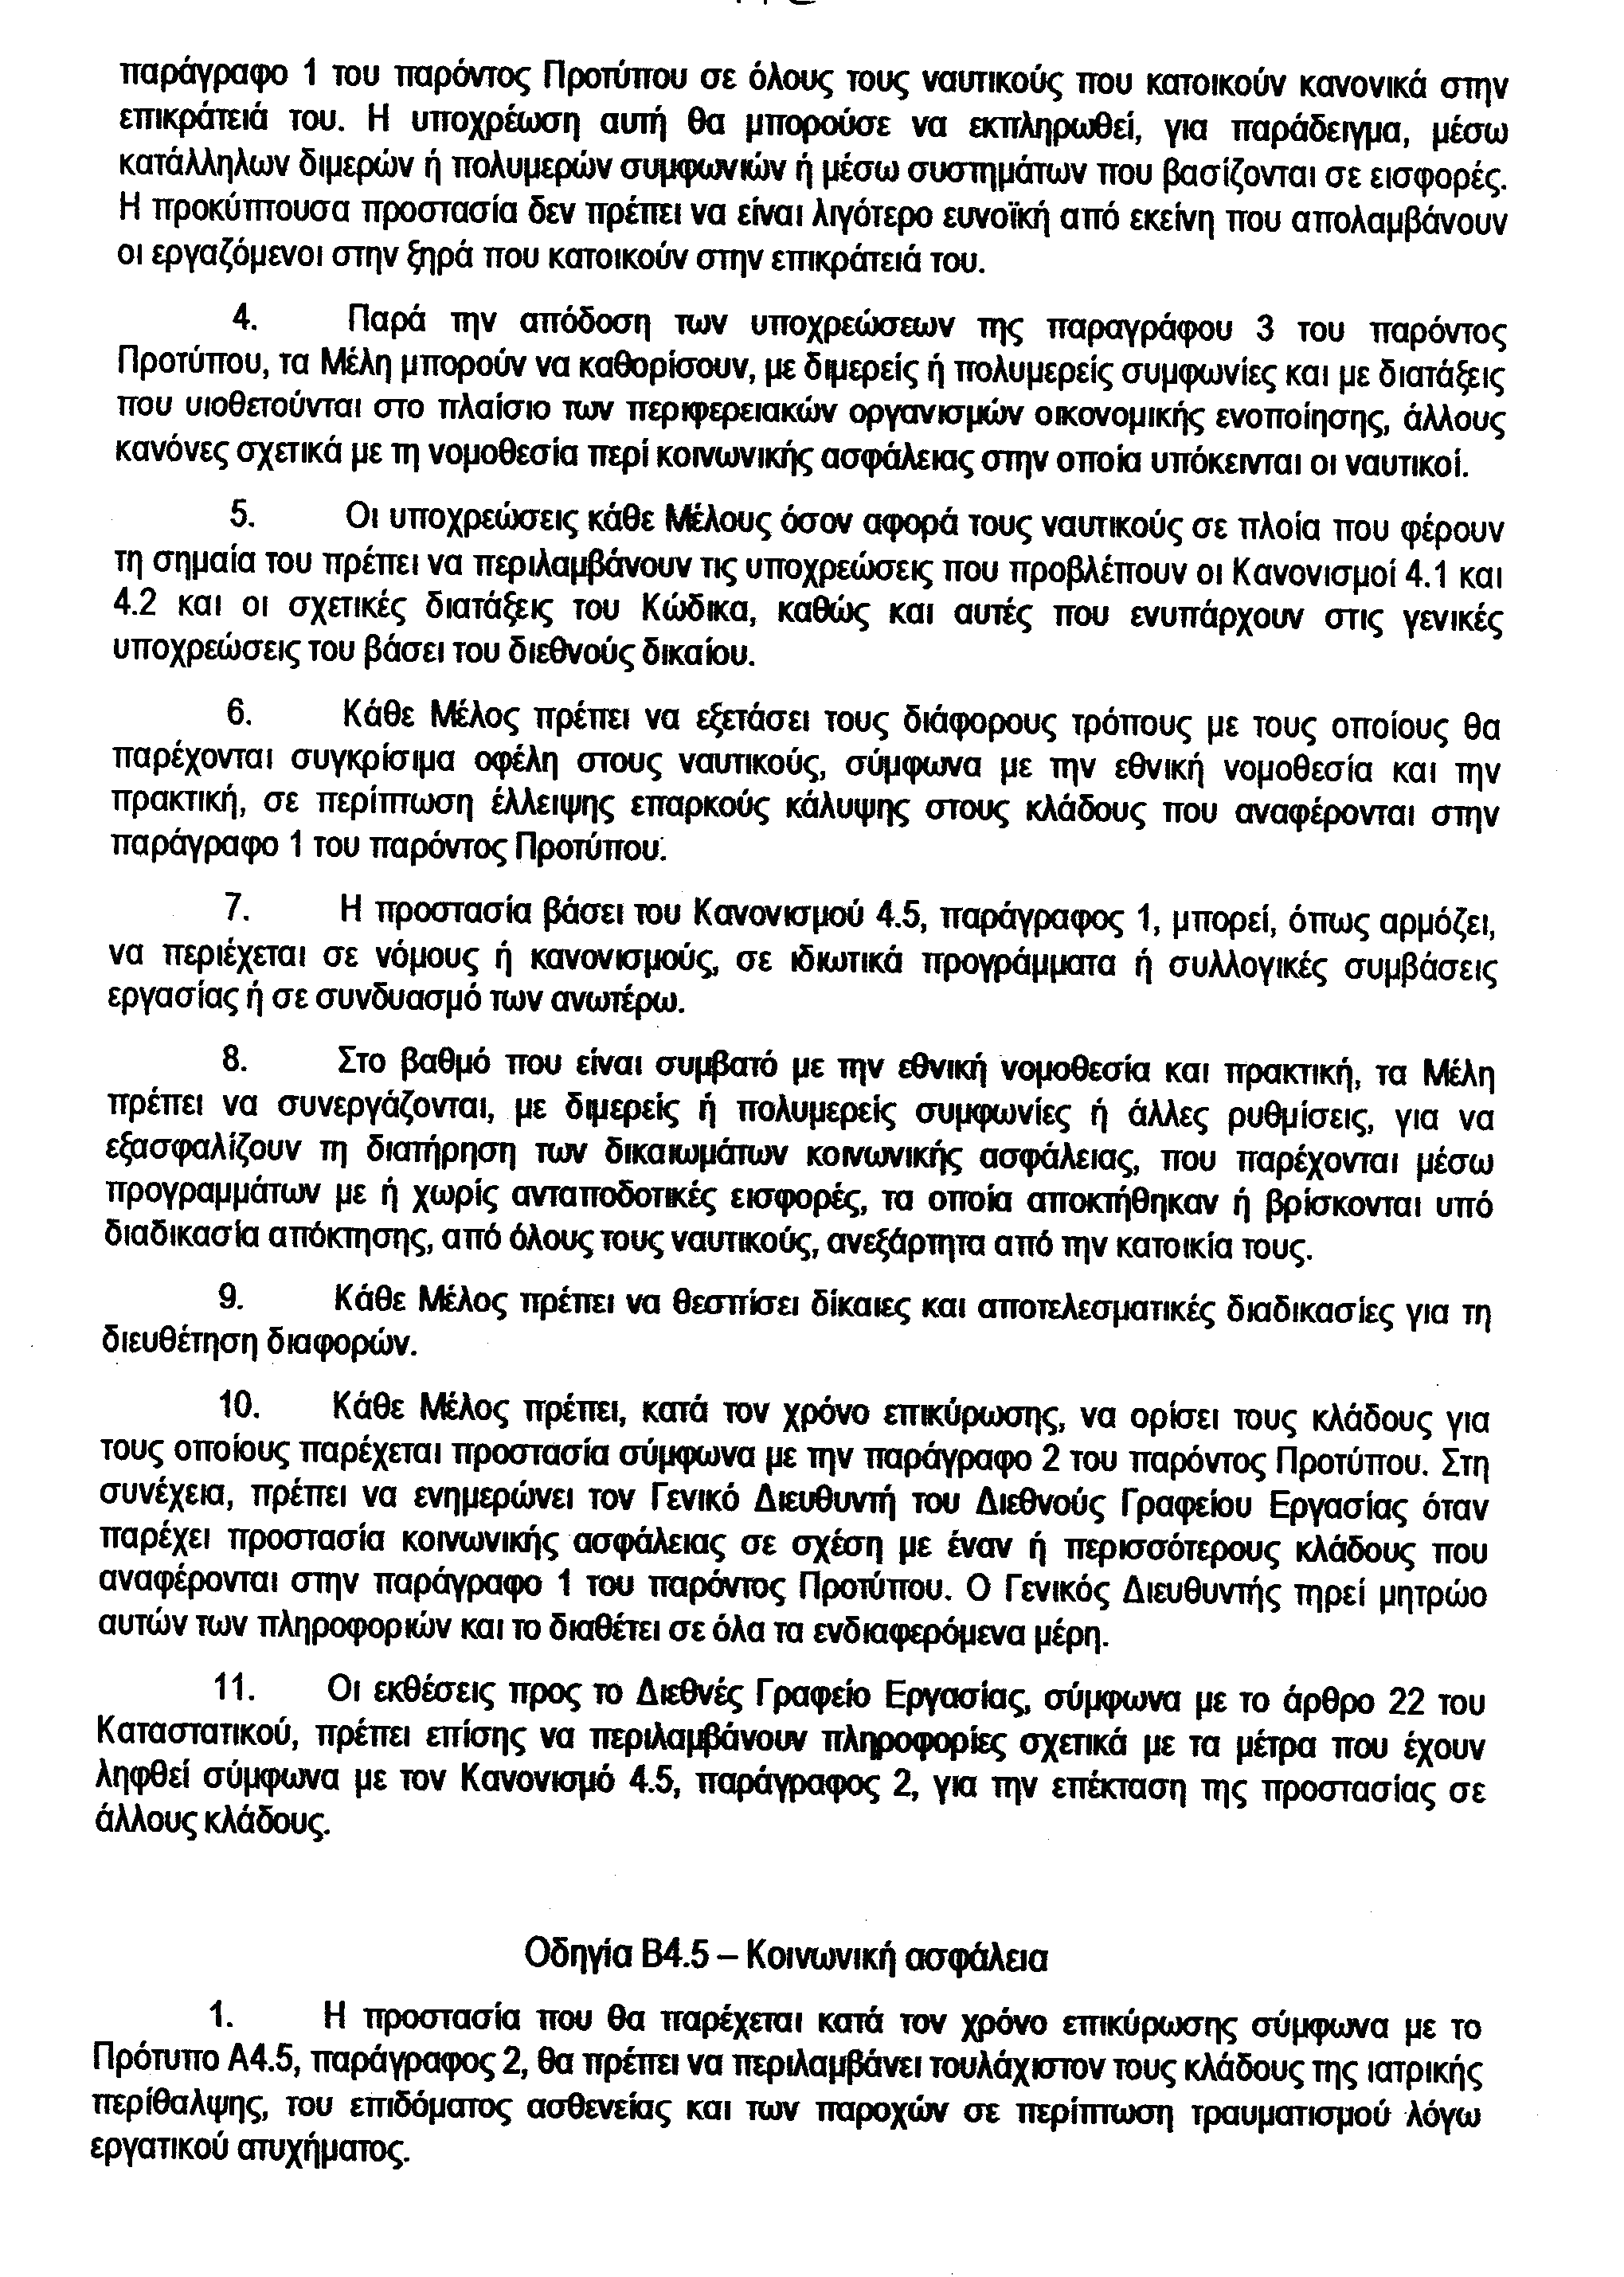 παράγραφο 1 του παρόντος Προτύπου σε όλους τους ναυτικούς που κατοικούν κανονικά στην
επικράτειά του. Η υποχρέωση αυτή θα μπορούσε να εκπληρωθεί, για παράδειγμα, μέσω
κατάλληλων διμερών ή πολυμερών συμφωνιών ή μέσω συστημάτων που βασίζονται σε εισφορές.
Η προκύπτουσα προστασία δεν πρέπει να είναι λιγότερο ευνοϊκή από εκείνη που απολαμβάνουν
οι εργαζόμενοι στην ξηρά που κατοικούν στην επικράτειά του.
4. Παρά την απόδοση των υποχρεώσεων της παραγράφου 3 του παρόντος
Προτύπου, τα Μέλη μπορούν να καθορίσουν, με διμερείς ή πολυμερείς συμφωνίες και με διατάξεις
που υιοθετούνται στο πλαίσιο των περιφερειακών οργανισμών οικονομικής ενοποίησης, άλλους
κανόνες σχετικά με τη νομοθεσία περί κοινωνικής ασφάλειας στην οποία υπόκεινται οι ναυτικοί.
5. Οι υποχρεώσεις κάθε Μέλους όσον αφορά τους ναυτικούς σε πλοία που φέρουν
τη σημαία του πρέπει να περιλαμβάνουν τις υποχρεώσεις που προβλέπουν οι Κανονισμοί 4.1 και
4.2 και οι σχετικές διατάξεις του Κώδικα, καθώς και αυτές που ενυπάρχουν στις γενικές
υποχρεώσεις του βάσει του διεθνούς δικαίου.
6. Κάθε Μέλος πρέπει να εξετάσει τους διάφορους τρόπους με τους οποίους θα
παρέχονται συγκρίσιμα οφέλη στους ναυτικούς, σύμφωνα με την εθνική νομοθεσία και την
πρακτική, σε περίπτωση έλλειψης επαρκούς κάλυψης στους κλάδους που αναφέρονται στην
παράγραφο 1 του παρόντος Προτύπου.
7. Η προστασία βάσει του Κανονισμού 4.5, παράγραφος 1, μπορεί, όπως αρμόζει,
να περιέχεται σε νόμους ή κανονισμούς, σε ιδιωτικά προγράμματα ή συλλογικές συμβάσεις
εργασίας ή σε συνδυασμό των ανωτέρω.
8. Στο βαθμό που είναι συμβατό με την εθνική νομοθεσία και πρακτική, τα Μέλη
πρέπει να συνεργάζονται, με διμερείς ή πολυμερείς συμφωνίες ή άλλες ρυθμίσεις, για να
εξασφαλίζουν τη διατήρηση των δικαιωμάτων κοινωνικής ασφάλειας, που παρέχονται μέσω
προγραμμάτων με ή χωρίς ανταποδοτικές εισφορές, τα οποία αποκτήθηκαν ή βρίσκονται υπό
διαδικασία απόκτησης, από όλους τους ναυτικούς, ανεξάρτητα από την κατοικία τους.
9. Κάθε Μέλος πρέπει να θεσπίσει δίκαιες και αποτελεσματικές διαδικασίες για τη
διευθέτηση διαφορών.
10. Κάθε Μέλος πρέπει, κατά τον χρόνο επικύρωσης, να ορίσει τους κλάδους για
τους οποίους παρέχεται προστασία σύμφωνα με την παράγραφο 2 του παρόντος Προτύπου. Στη
συνέχεια, πρέπει να ενημερώνει τον Γενικό Διευθυντή του Διεθνούς Γραφείου Εργασίας όταν
παρέχει προστασία κοινωνικής ασφάλειας σε σχέση με έναν ή περισσότερους κλάδους που
αναφέρονται στην παράγραφο 1 του παρόντος Προτύπου. Ο Γενικός Διευθυντής τηρεί μητρώο
αυτών των πληροφοριών και το διαθέτει σε όλα τα ενδιαφερόμενα μέρη.
11. Οι εκθέσεις προς το Διεθνές Γραφείο Εργασίας, σύμφωνα με το άρθρο 22 του
Καταστατικού, πρέπει επίσης να περιλαμβάνουν πληροφορίες σχετικά με τα μέτρα που έχουν
ληφθεί σύμφωνα με τον Κανονισμό 4.5, παράγραφος 2, για την επέκταση της προστασίας σε
άλλους κλάδους.
Οδηγία Β4.5 – Κοινωνική ασφάλεια
1. Η προστασία που θα παρέχεται κατά τον χρόνο επικύρωσης σύμφωνα με το
Πρότυπο Α4.5, παράγραφος 2, θα πρέπει να περιλαμβάνει τουλάχιστον τους κλάδους της ιατρικής
περίθαλψης, του επιδόματος ασθενείας και των παροχών σε περίπτωση τραυματισμού λόγω
εργατικού ατυχήματος.